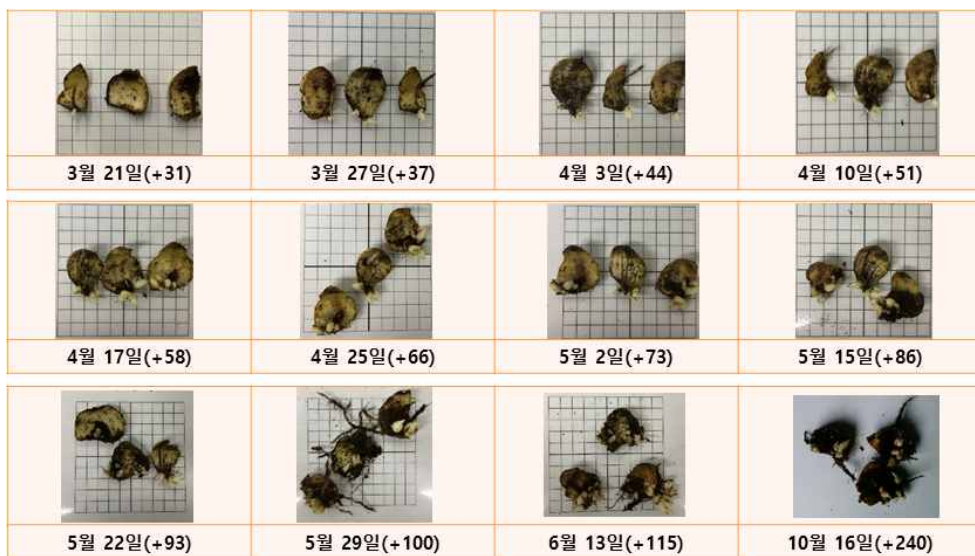 3월 21일(+31)
3월 27일(+37)
4월 3일(+44)
4월 10일(+51)
4월 17일(+58)
4월 25일(+66)
5월 2일(+73)
5월 15일(+86)
5월 22일(+93)
5월 29일(+100)
6월 13일(+115)
10월 16일(+240)